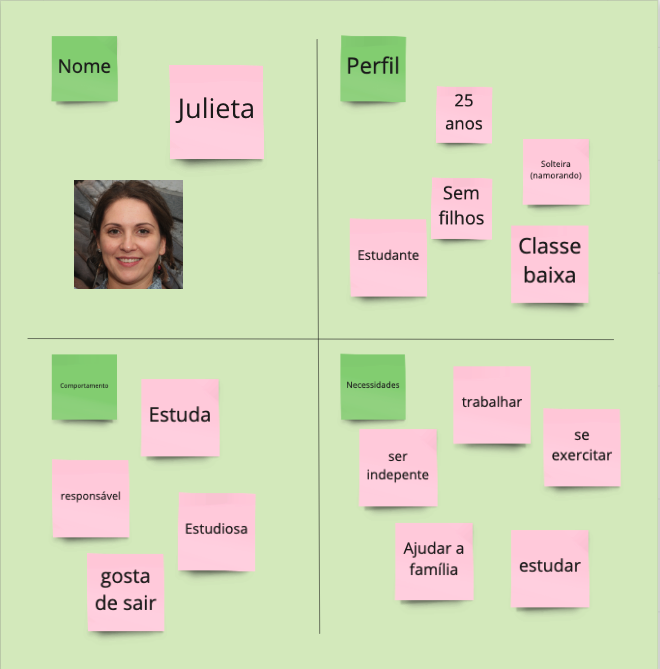 Nome
Julieta
Perfil
25
anos
Solteira
(namorando)
Sem
filhos
Estudante
Classe
baixa
Comportamento
Estuda
responsável
Estudiosa
gosta
de sair
Necessidades
trabalhar
se
exercitar
ser
indepente
Ajudar a
família
estudar